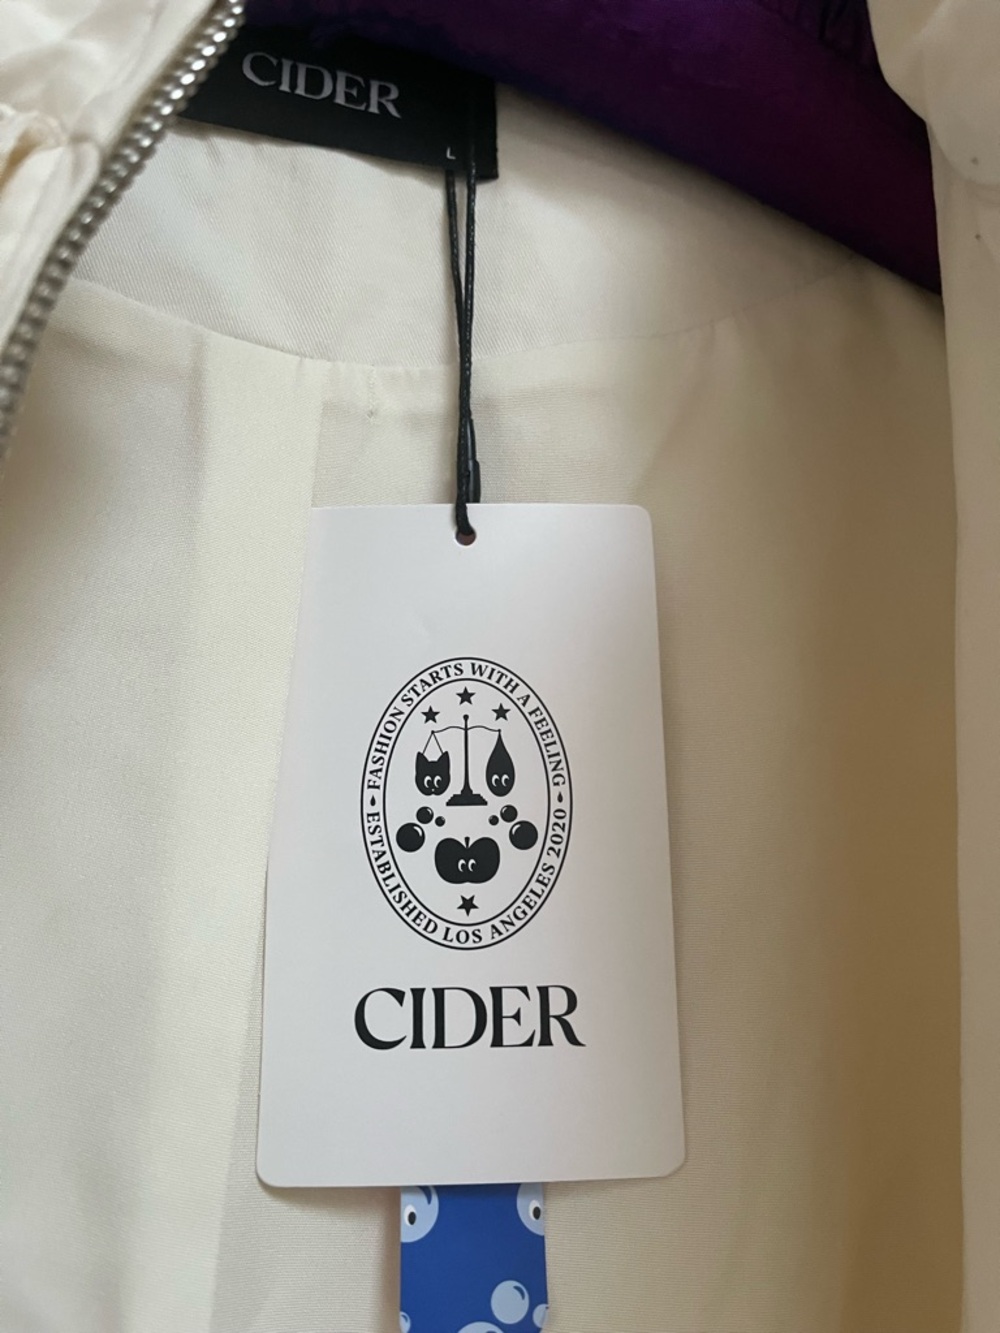 CIDER
L
FASHION STARTS WITH A FEELING
ESTABLISHED LOS ANGELES 2020
CIDER